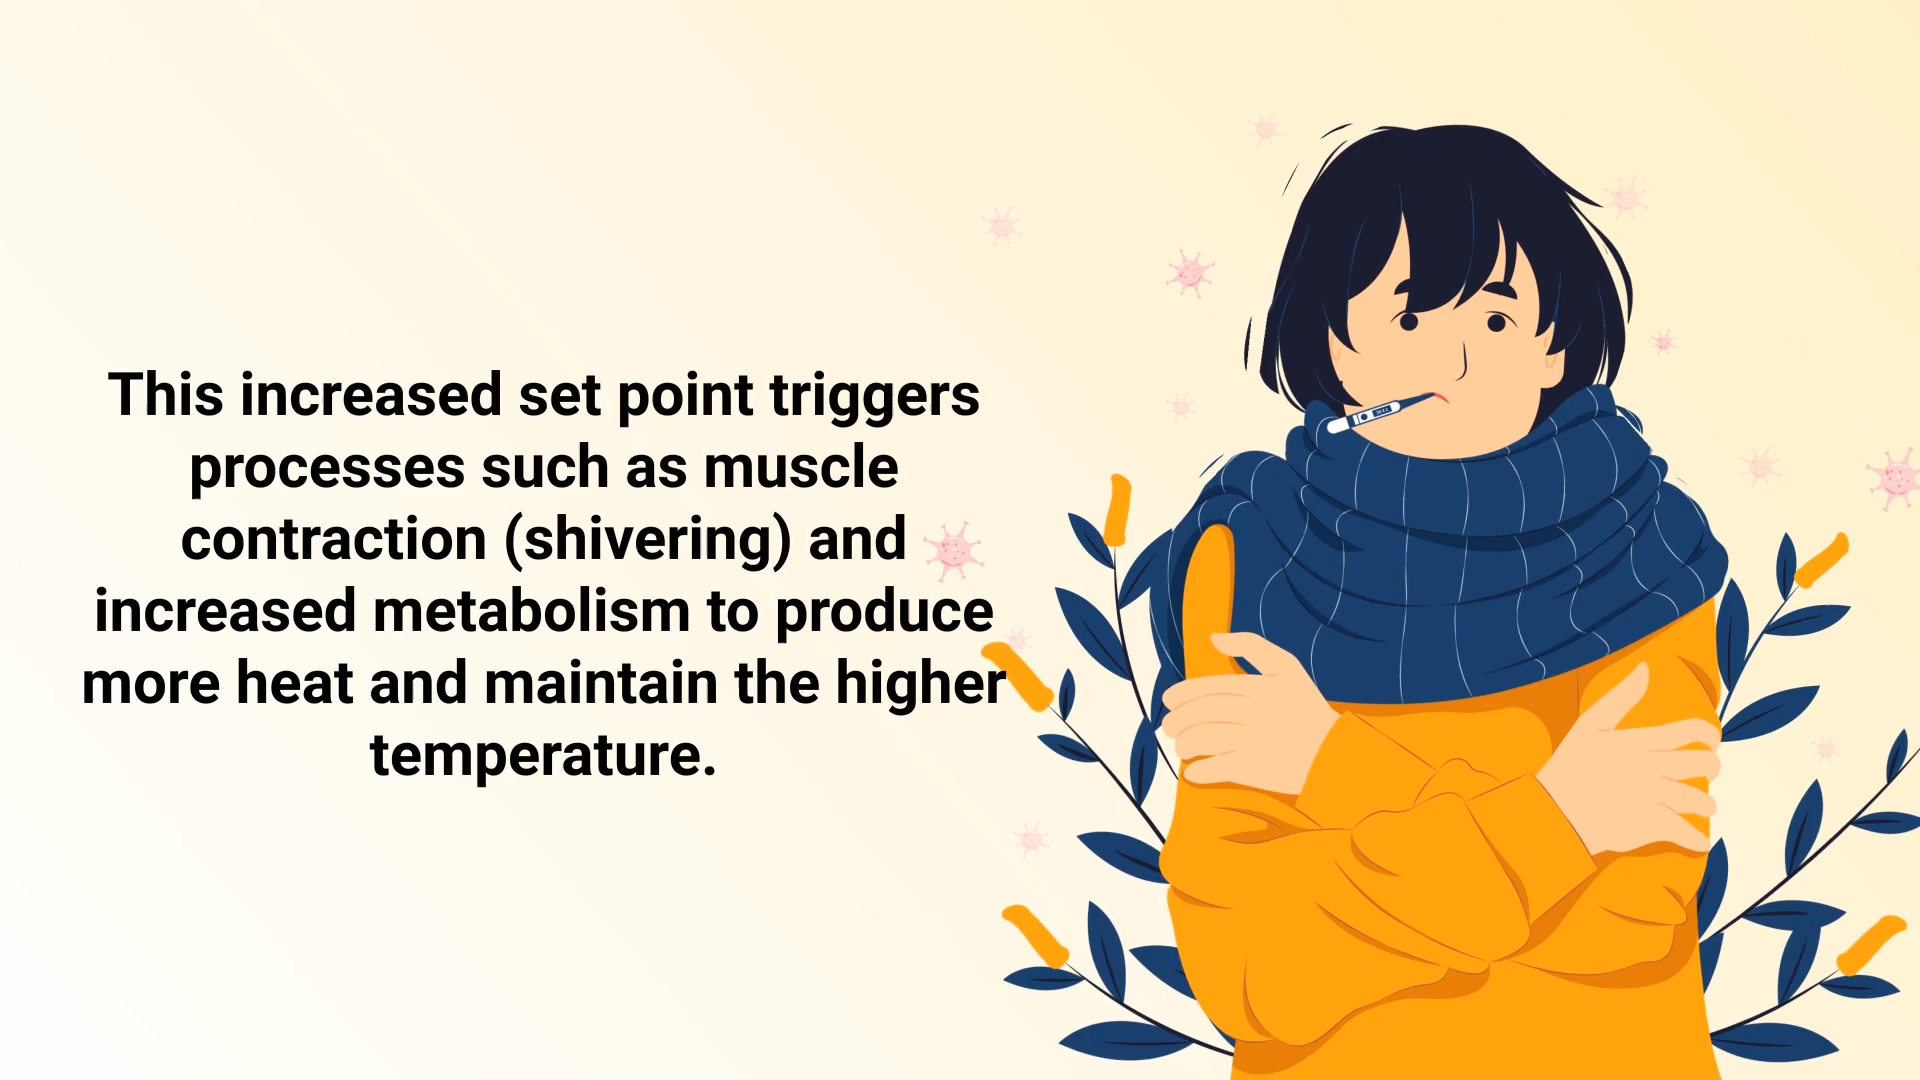 This increased set point triggers
processes such as muscle
contraction (shivering) and
increased metabolism to produce
more heat and maintain the higher
temperature.